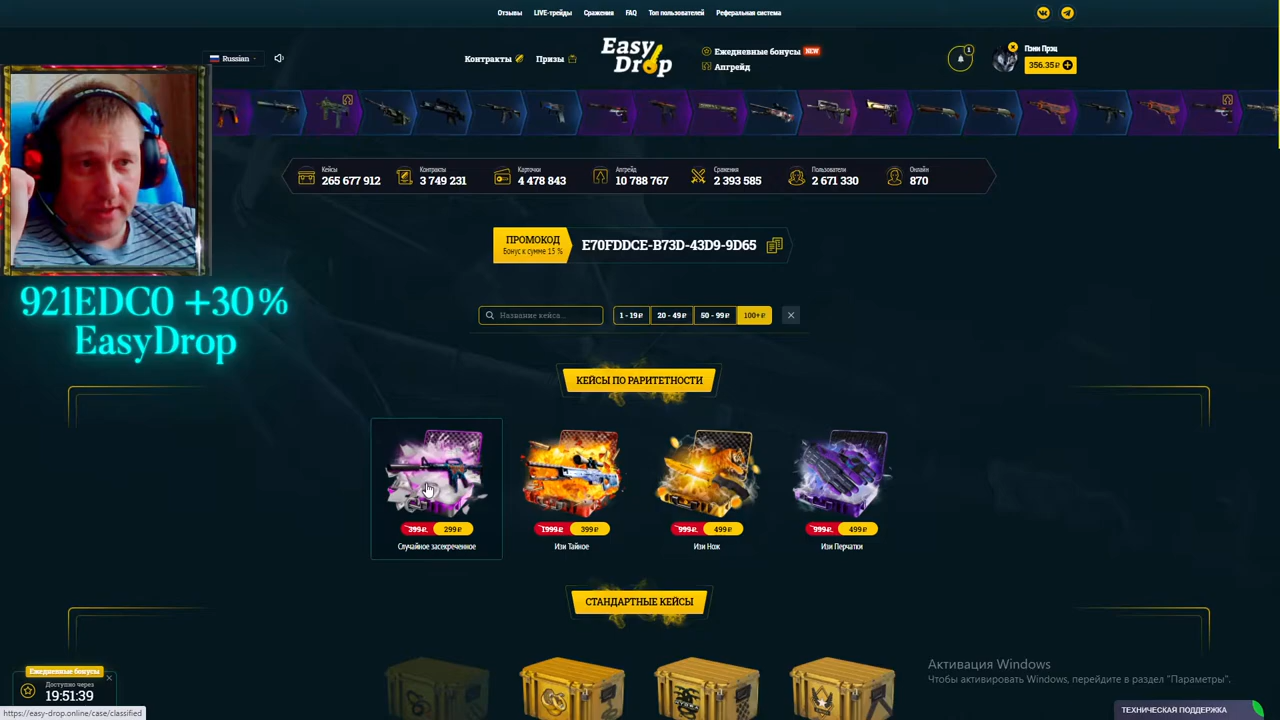 Отзывы LIVE-трейды Сражения FAQ Топ пользователей Реферальная система
Russian
Контракты Призы
Easy Drop
Ежедневные бонусы NEW
Апгрейд
1
Пэни Прэц
356.35₽
Кейсы
265 677 912
Контракты
3 749 231
Карточки
4 478 843
Апгрейд
10 788 767
Сражения
2 393 585
Пользователи
2 671 330
Онлайн
870
ПРОМОКОД
Бонус к сумме 15 %
E70FDDCE-B73D-43D9-9D65
921EDC0 +30%
EasyDrop
Название кейса...
1 - 19₽ 20 - 49₽ 50 - 99₽ 100+₽
КЕЙСЫ ПО РАРИТЕТНОСТИ
399₽ 299₽
Случайное засекреченное
1999₽ 399₽
Изи Тайное
999₽ 499₽
Изи Нож
999₽ 499₽
Изи Перчатки
СТАНДАРТНЫЕ КЕЙСЫ
Ежедневные бонусы
Доступно через
19:51:39
Активация Windows
Чтобы активировать Windows, перейдите в раздел "Параметры".
https://easy-drop.online/case/classified
ТЕХНИЧЕСКАЯ ПОДДЕРЖКА